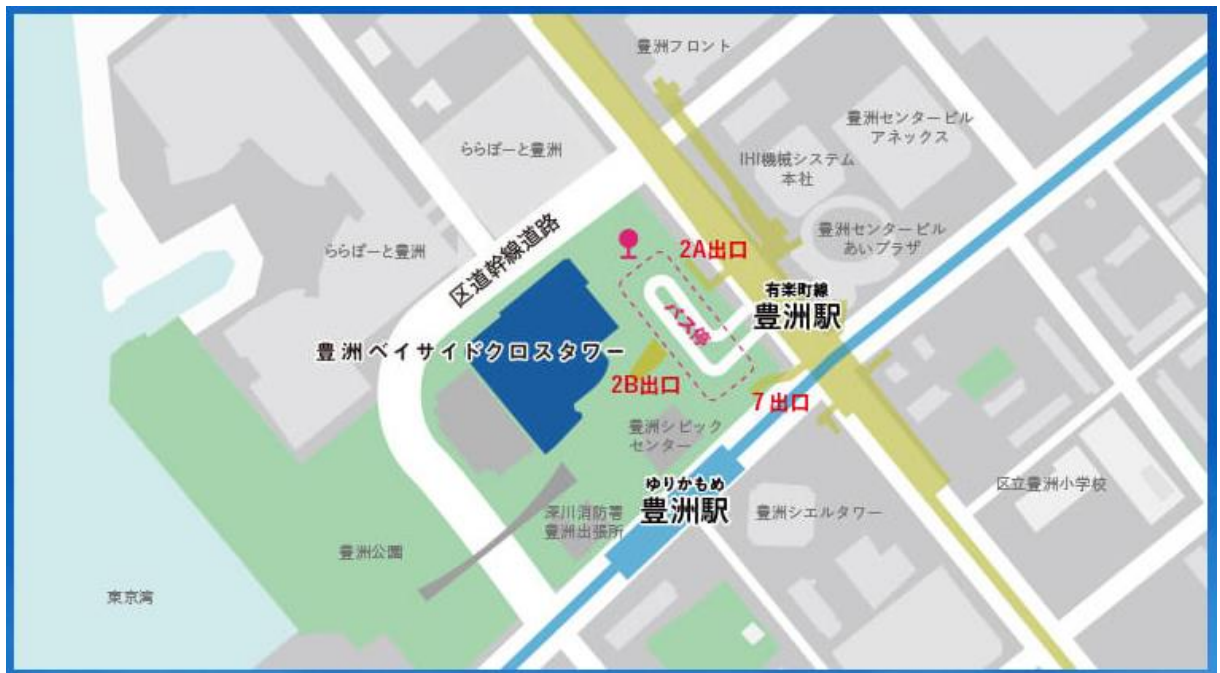 豊洲フロント
豊洲センタービル
アネックス
ららぽーと豊洲
IHI機械システム
本社
豊洲センタービル
あいプラザ
ららぽーと豊洲
区道幹線道路
2A出口
有楽町線
豊洲駅
バス停
豊洲ベイサイドクロスタワー
2B出口
7出口
豊洲シビック
センター
ゆりかもめ
豊洲駅
区立豊洲小学校
豊洲シエルタワー
深川消防署
豊洲出張所
豊洲公園
東京湾